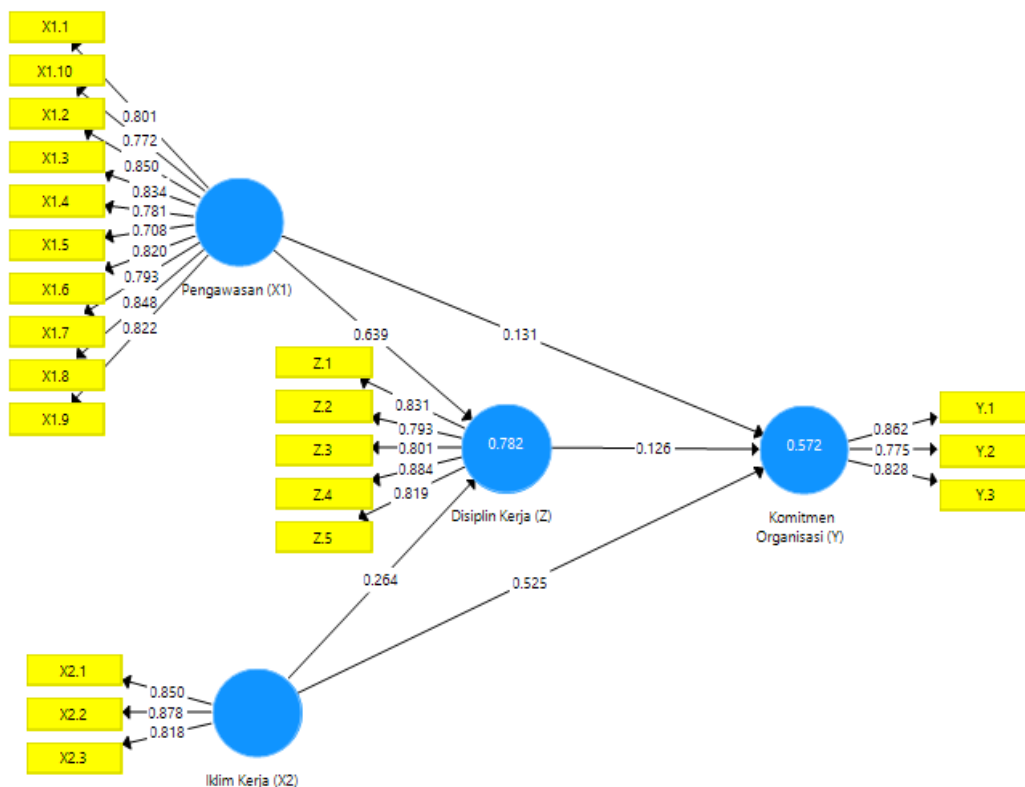 X1.1
X1.10
X1.2
X1.3
X1.4
X1.5
X1.6
X1.7
X1.8
X1.9
0.801
0.772
0.850
0.834
0.781
0.708
0.820
0.793
0.848
0.822
Pengawasan (X1)
0.639
0.131
Z.1
Z.2
Z.3
Z.4
Z.5
0.831
0.793
0.801
0.884
0.819
0.782
Disiplin Kerja (Z)
0.126
0.572
Komitmen
Organisasi (Y)
0.862
0.775
0.828
Y.1
Y.2
Y.3
0.264
0.525
X2.1
X2.2
X2.3
0.850
0.878
0.818
Iklim Kerja (X2)